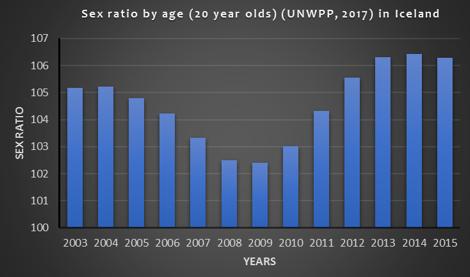 Sex ratio by age (20 year olds) (UNWPP, 2017) in Iceland
107
106
105
104
103
102
101
100
SEX RATIO
2003 2004 2005 2006 2007 2008 2009 2010 2011 2012 2013 2014 2015
YEARS